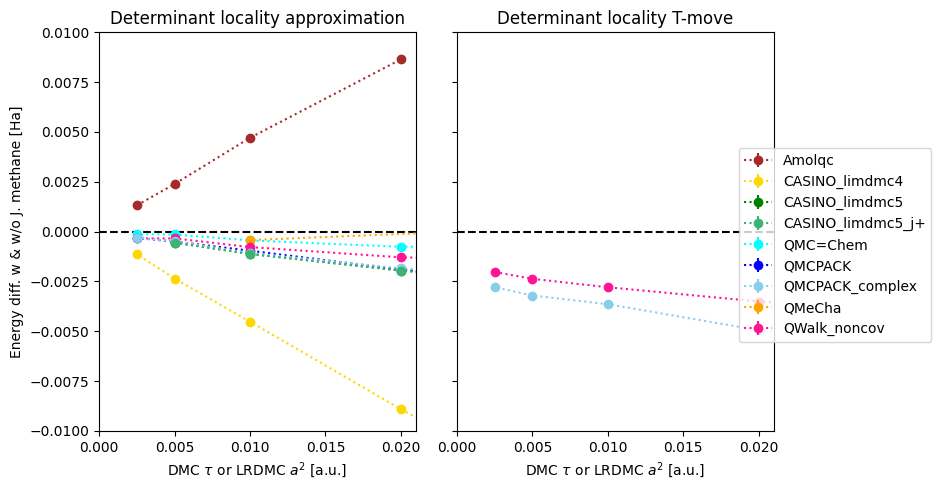 Determinant locality approximation
Determinant locality T-move
Energy diff. w & w/o J. methane [Ha]
0.0100
0.0075
0.0050
0.0025
0.0000
−0.0025
−0.0050
−0.0075
−0.0100
0.000 0.005 0.010 0.015 0.020
0.000 0.005 0.010 0.015 0.020
DMC τ or LRDMC a² [a.u.]
DMC τ or LRDMC a² [a.u.]
Amolqc
CASINO_limdmc4
CASINO_limdmc5
CASINO_limdmc5_j+
QMC=Chem
QMCPACK
QMCPACK_complex
QMeCha
QWalk_noncov